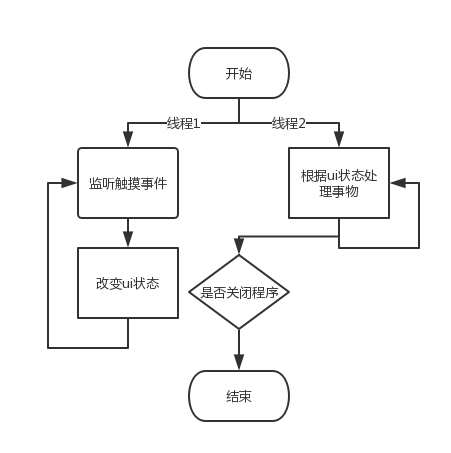 开始
线程1
线程2
监听触摸事件
根据ui状态处
理事物
改变ui状态
是否关闭程序
结束